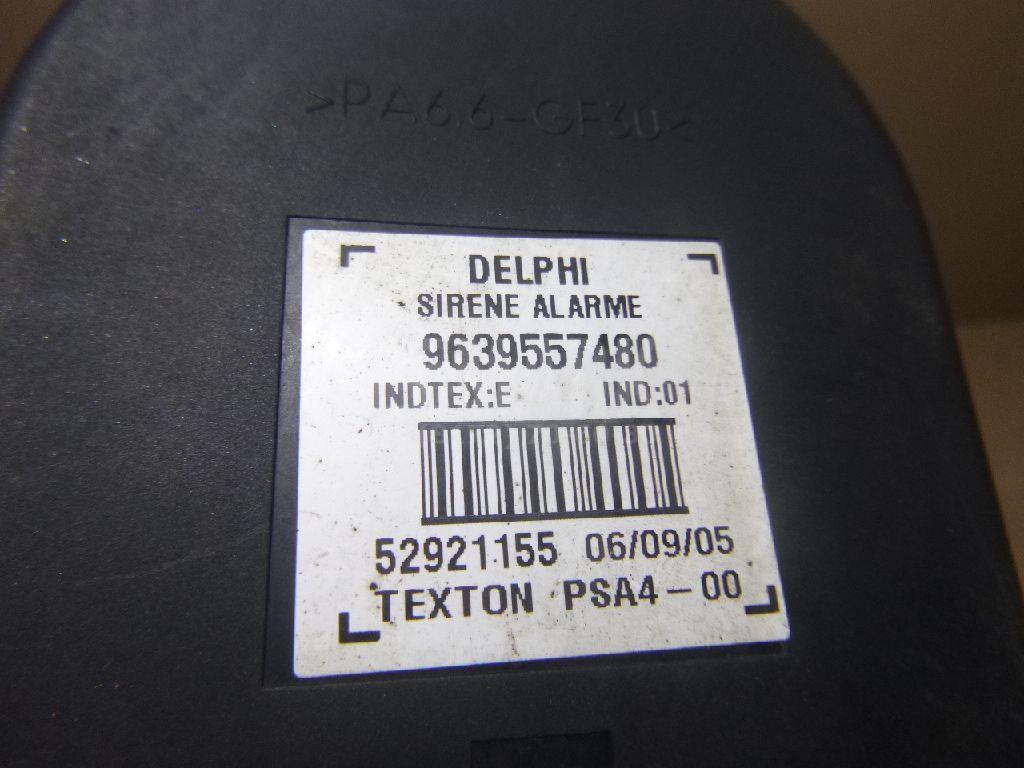 >PA6.6-GF30<
DELPHI
SIRENE ALARME
9639557480
INDTEX:E IND:01
52921155 06/09/05
TEXTON PSA4-00